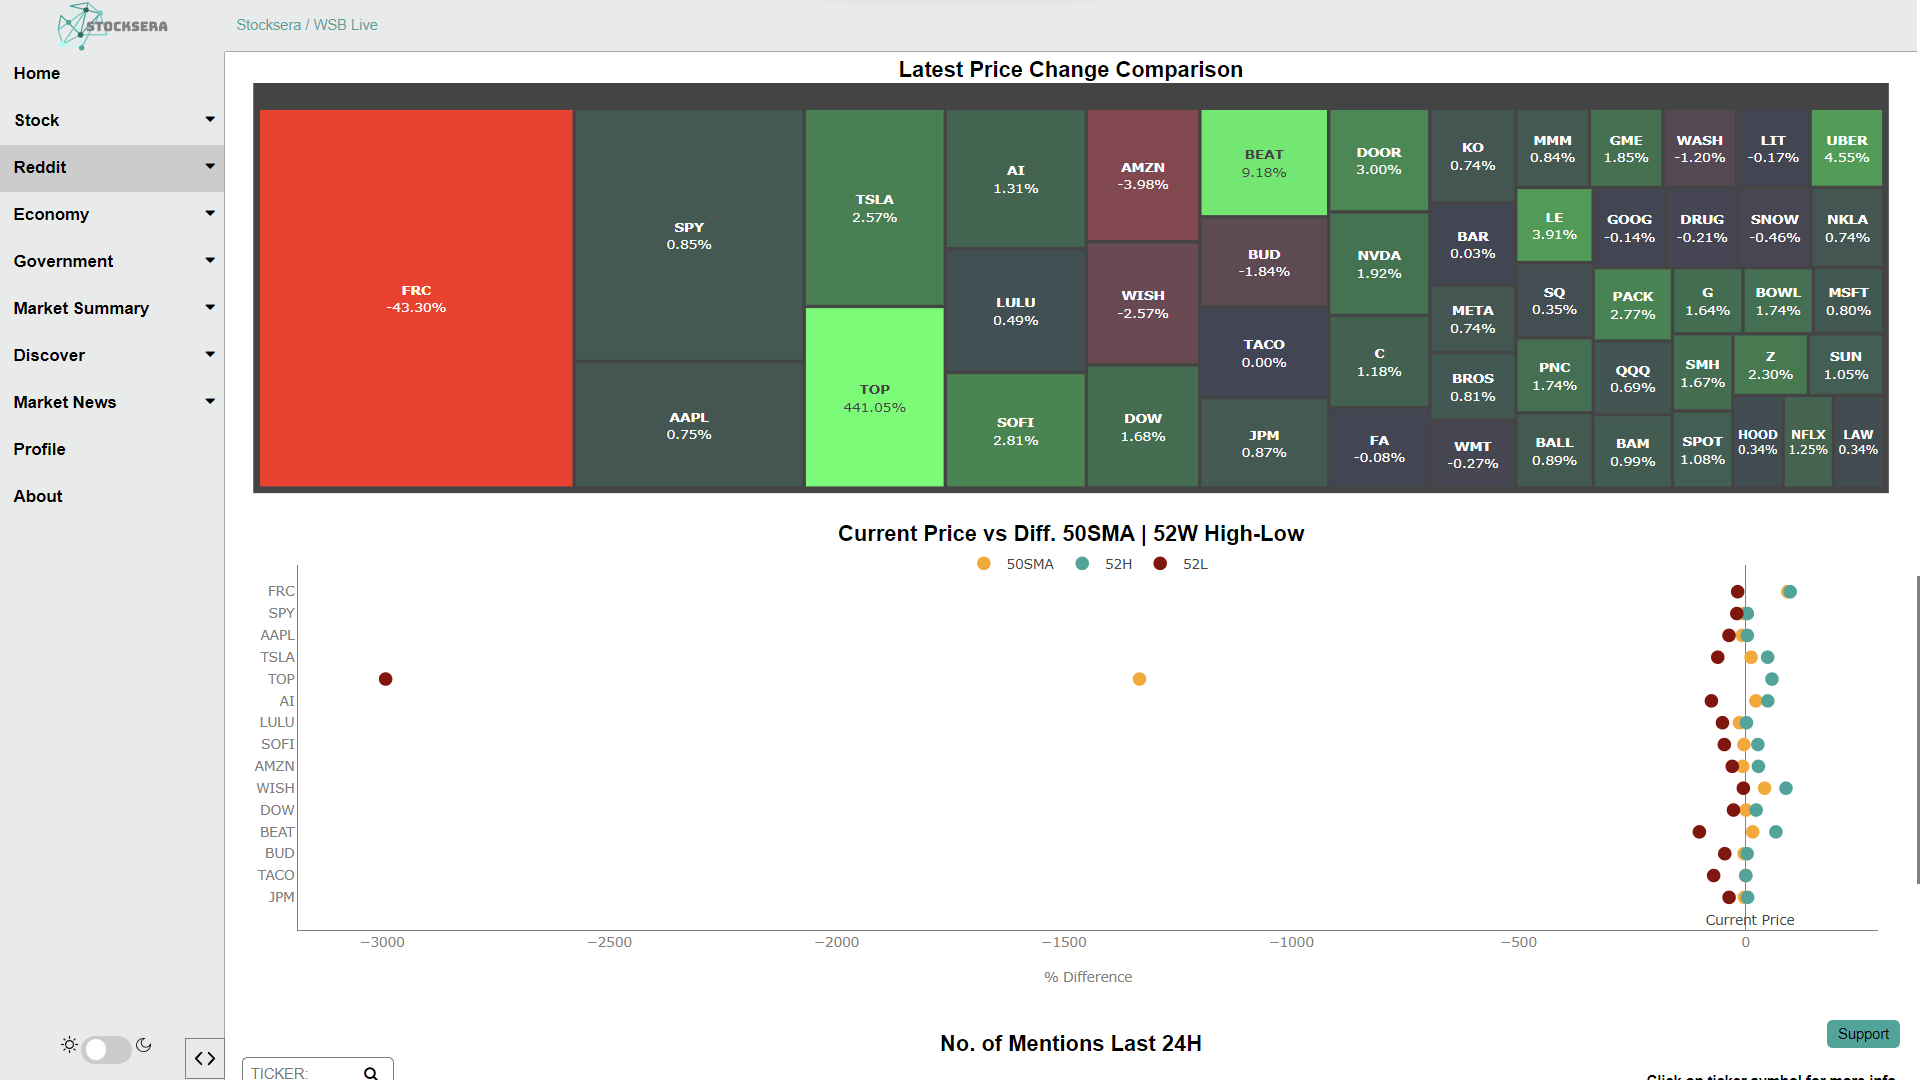 STOCKSERA
Stocksera / WSB Live
Home
Stock
Reddit
Economy
Government
Market Summary
Discover
Market News
Profile
About
Latest Price Change Comparison
FRC
-43.30%
SPY
0.85%
AAPL
0.75%
TSLA
2.57%
TOP
441.05%
AI
1.31%
LULU
0.49%
SOFI
2.81%
AMZN
-3.98%
WISH
-2.57%
DOW
1.68%
BEAT
9.18%
BUD
-1.84%
TACO
0.00%
JPM
0.87%
DOOR
3.00%
NVDA
1.92%
C
1.18%
FA
-0.08%
KO
0.74%
BAR
0.03%
META
0.74%
BROS
0.81%
WMT
-0.27%
MMM
0.84%
GME
1.85%
WASH
-1.20%
LIT
-0.17%
UBER
4.55%
LE
3.91%
GOOG
-0.14%
DRUG
-0.21%
SNOW
-0.46%
NKLA
0.74%
SQ
0.35%
PACK
2.77%
G
1.64%
BOWL
1.74%
MSFT
0.80%
PNC
1.74%
QQQ
0.69%
SMH
1.67%
Z
2.30%
SUN
1.05%
BALL
0.89%
BAM
0.99%
SPOT
1.08%
HOOD
0.34%
NFLX
1.25%
LAW
0.34%
Current Price vs Diff. 50SMA | 52W High-Low
50SMA 52H 52L
FRC
SPY
AAPL
TSLA
TOP
AI
LULU
SOFI
AMZN
WISH
DOW
BEAT
BUD
TACO
JPM
Current Price
−3000 −2500 −2000 −1500 −1000 −500 0
% Difference
No. of Mentions Last 24H
Support
TICKER:
Click on ticker symbol for more info